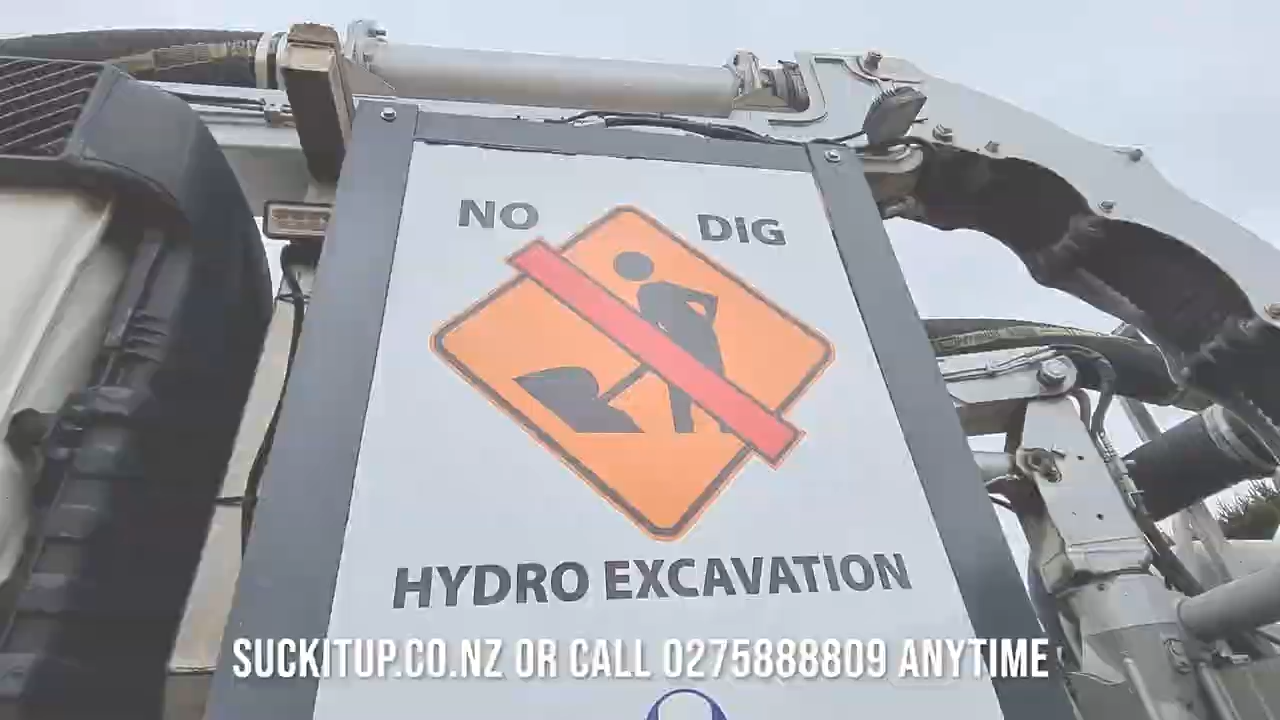 NO DIG
HYDRO EXCAVATION
SUCKITUP.CO.NZ OR CALL 0275888809 ANYTIME